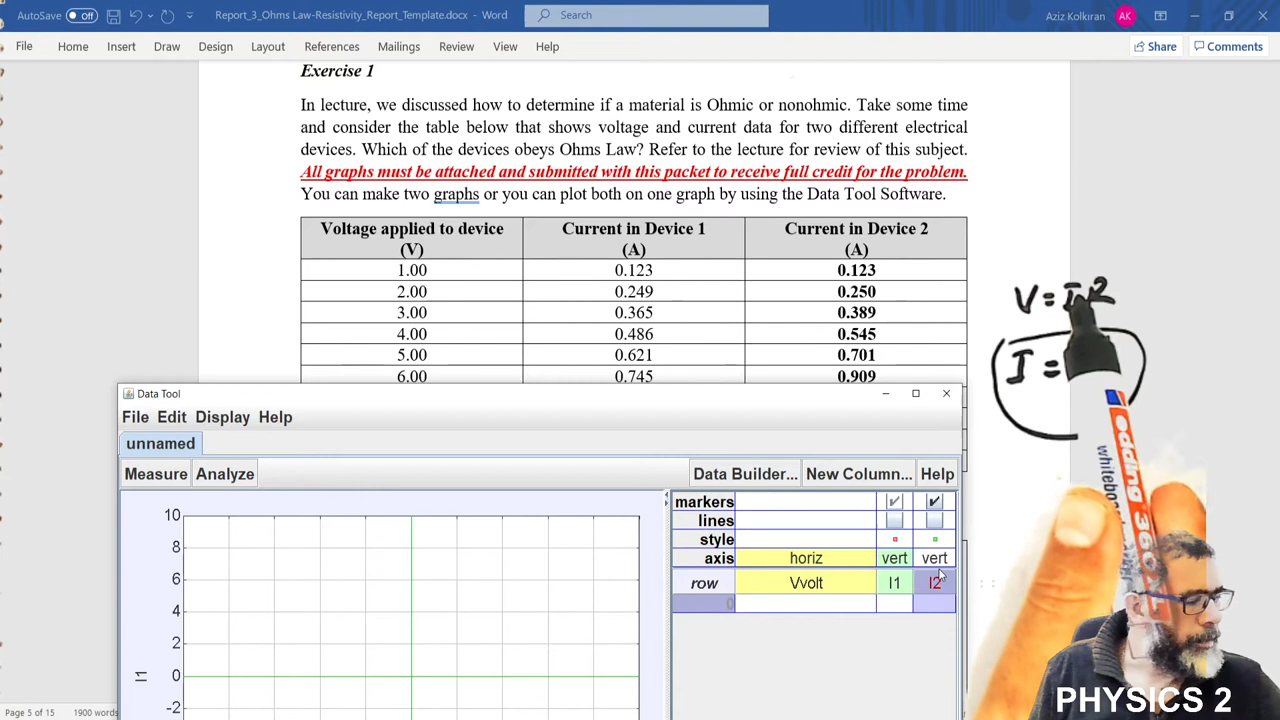 AutoSave Off Report_3_Ohms Law-Resistivity_Report_Template.docx - Word Search Aziz Kolkıran AK
File Home Insert Draw Design Layout References Mailings Review View Help Share Comments
Exercise 1
In lecture, we discussed how to determine if a material is Ohmic or nonohmic. Take some time
and consider the table below that shows voltage and current data for two different electrical
devices. Which of the devices obeys Ohms Law? Refer to the lecture for review of this subject.
All graphs must be attached and submitted with this packet to receive full credit for the problem.
You can make two graphs or you can plot both on one graph by using the Data Tool Software.
Voltage applied to device (V) Current in Device 1 (A) Current in Device 2 (A)
1.00 0.123 0.123
2.00 0.249 0.250
3.00 0.365 0.389
4.00 0.486 0.545
5.00 0.621 0.701
6.00 0.745 0.909
V=IR
I=
Data Tool
File Edit Display Help
unnamed
Measure Analyze Data Builder... New Column... Help
markers
lines
style
axis horiz vert vert
row Vvolt I1 I2
0
10
8
6
4
2
0
-2
I1
edding 360
whiteboa
Page 5 of 15 1900 words
PHYSICS 2